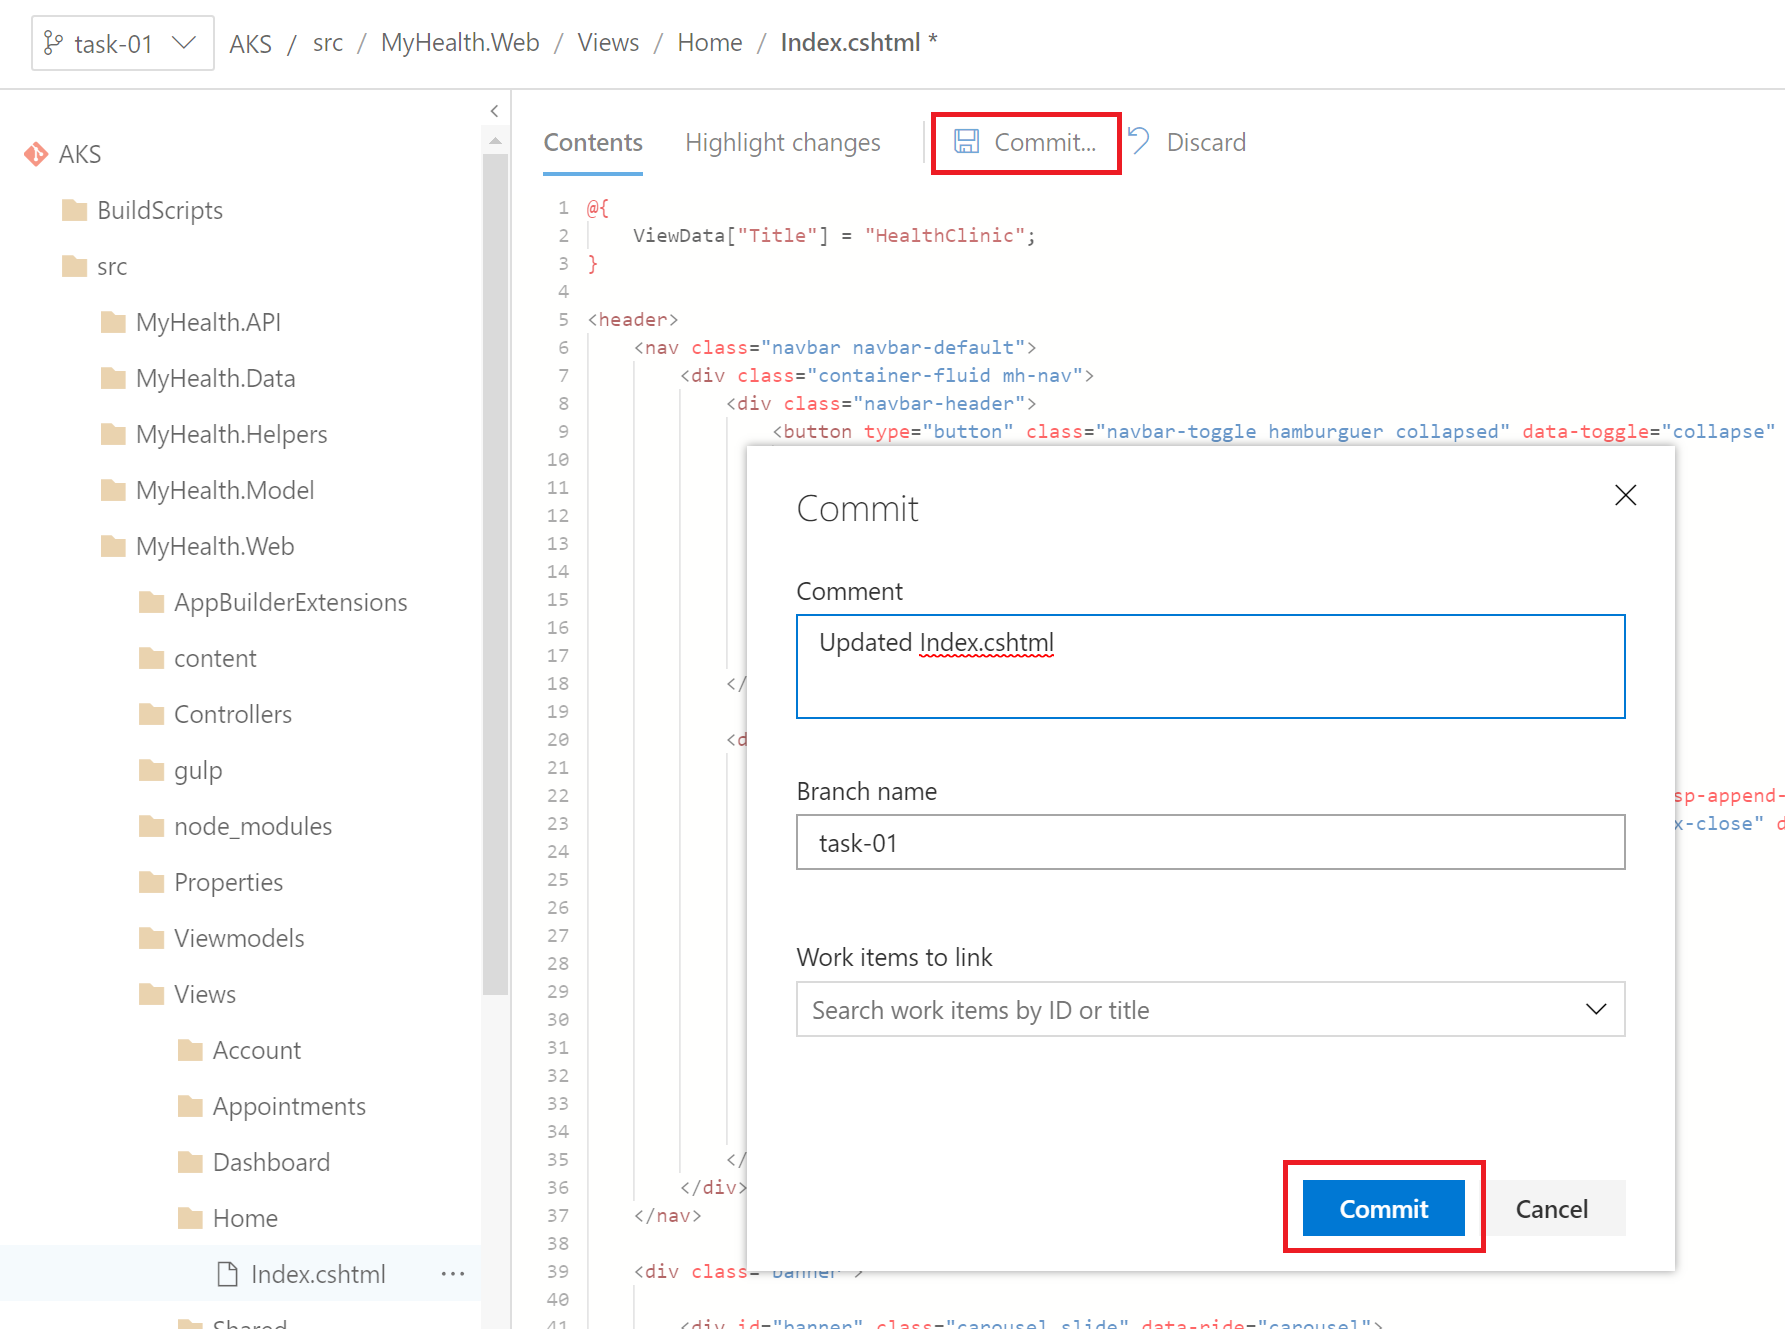 task-01 AKS / src / MyHealth.Web / Views / Home / Index.cshtml *
AKS
BuildScripts
src
MyHealth.API
MyHealth.Data
MyHealth.Helpers
MyHealth.Model
MyHealth.Web
AppBuilderExtensions
content
Controllers
gulp
node_modules
Properties
Viewmodels
Views
Account
Appointments
Dashboard
Home
Index.cshtml ...
Shared
Contents Highlight changes Commit... Discard
1 @{
2 ViewData["Title"] = "HealthClinic";
3 }
4
5 <header>
6 <nav class="navbar navbar-default">
7 <div class="container-fluid mh-nav">
8 <div class="navbar-header">
9 <button type="button" class="navbar-toggle hamburguer collapsed" data-toggle="collapse"
10
11
12
13
14
15
16
17
18 </
19
20 <d
21
22 sp-append-
23 x-close" d
24
25
26
27
28
29
30
31
32
33
34
35 </
36 </div>
37 </nav>
38
39 <div class="banner">
40
41 <div id="banner" class="carousel slide" data-ride="carousel">
Commit
Comment
Updated Index.cshtml
Branch name
task-01
Work items to link
Search work items by ID or title
Commit Cancel